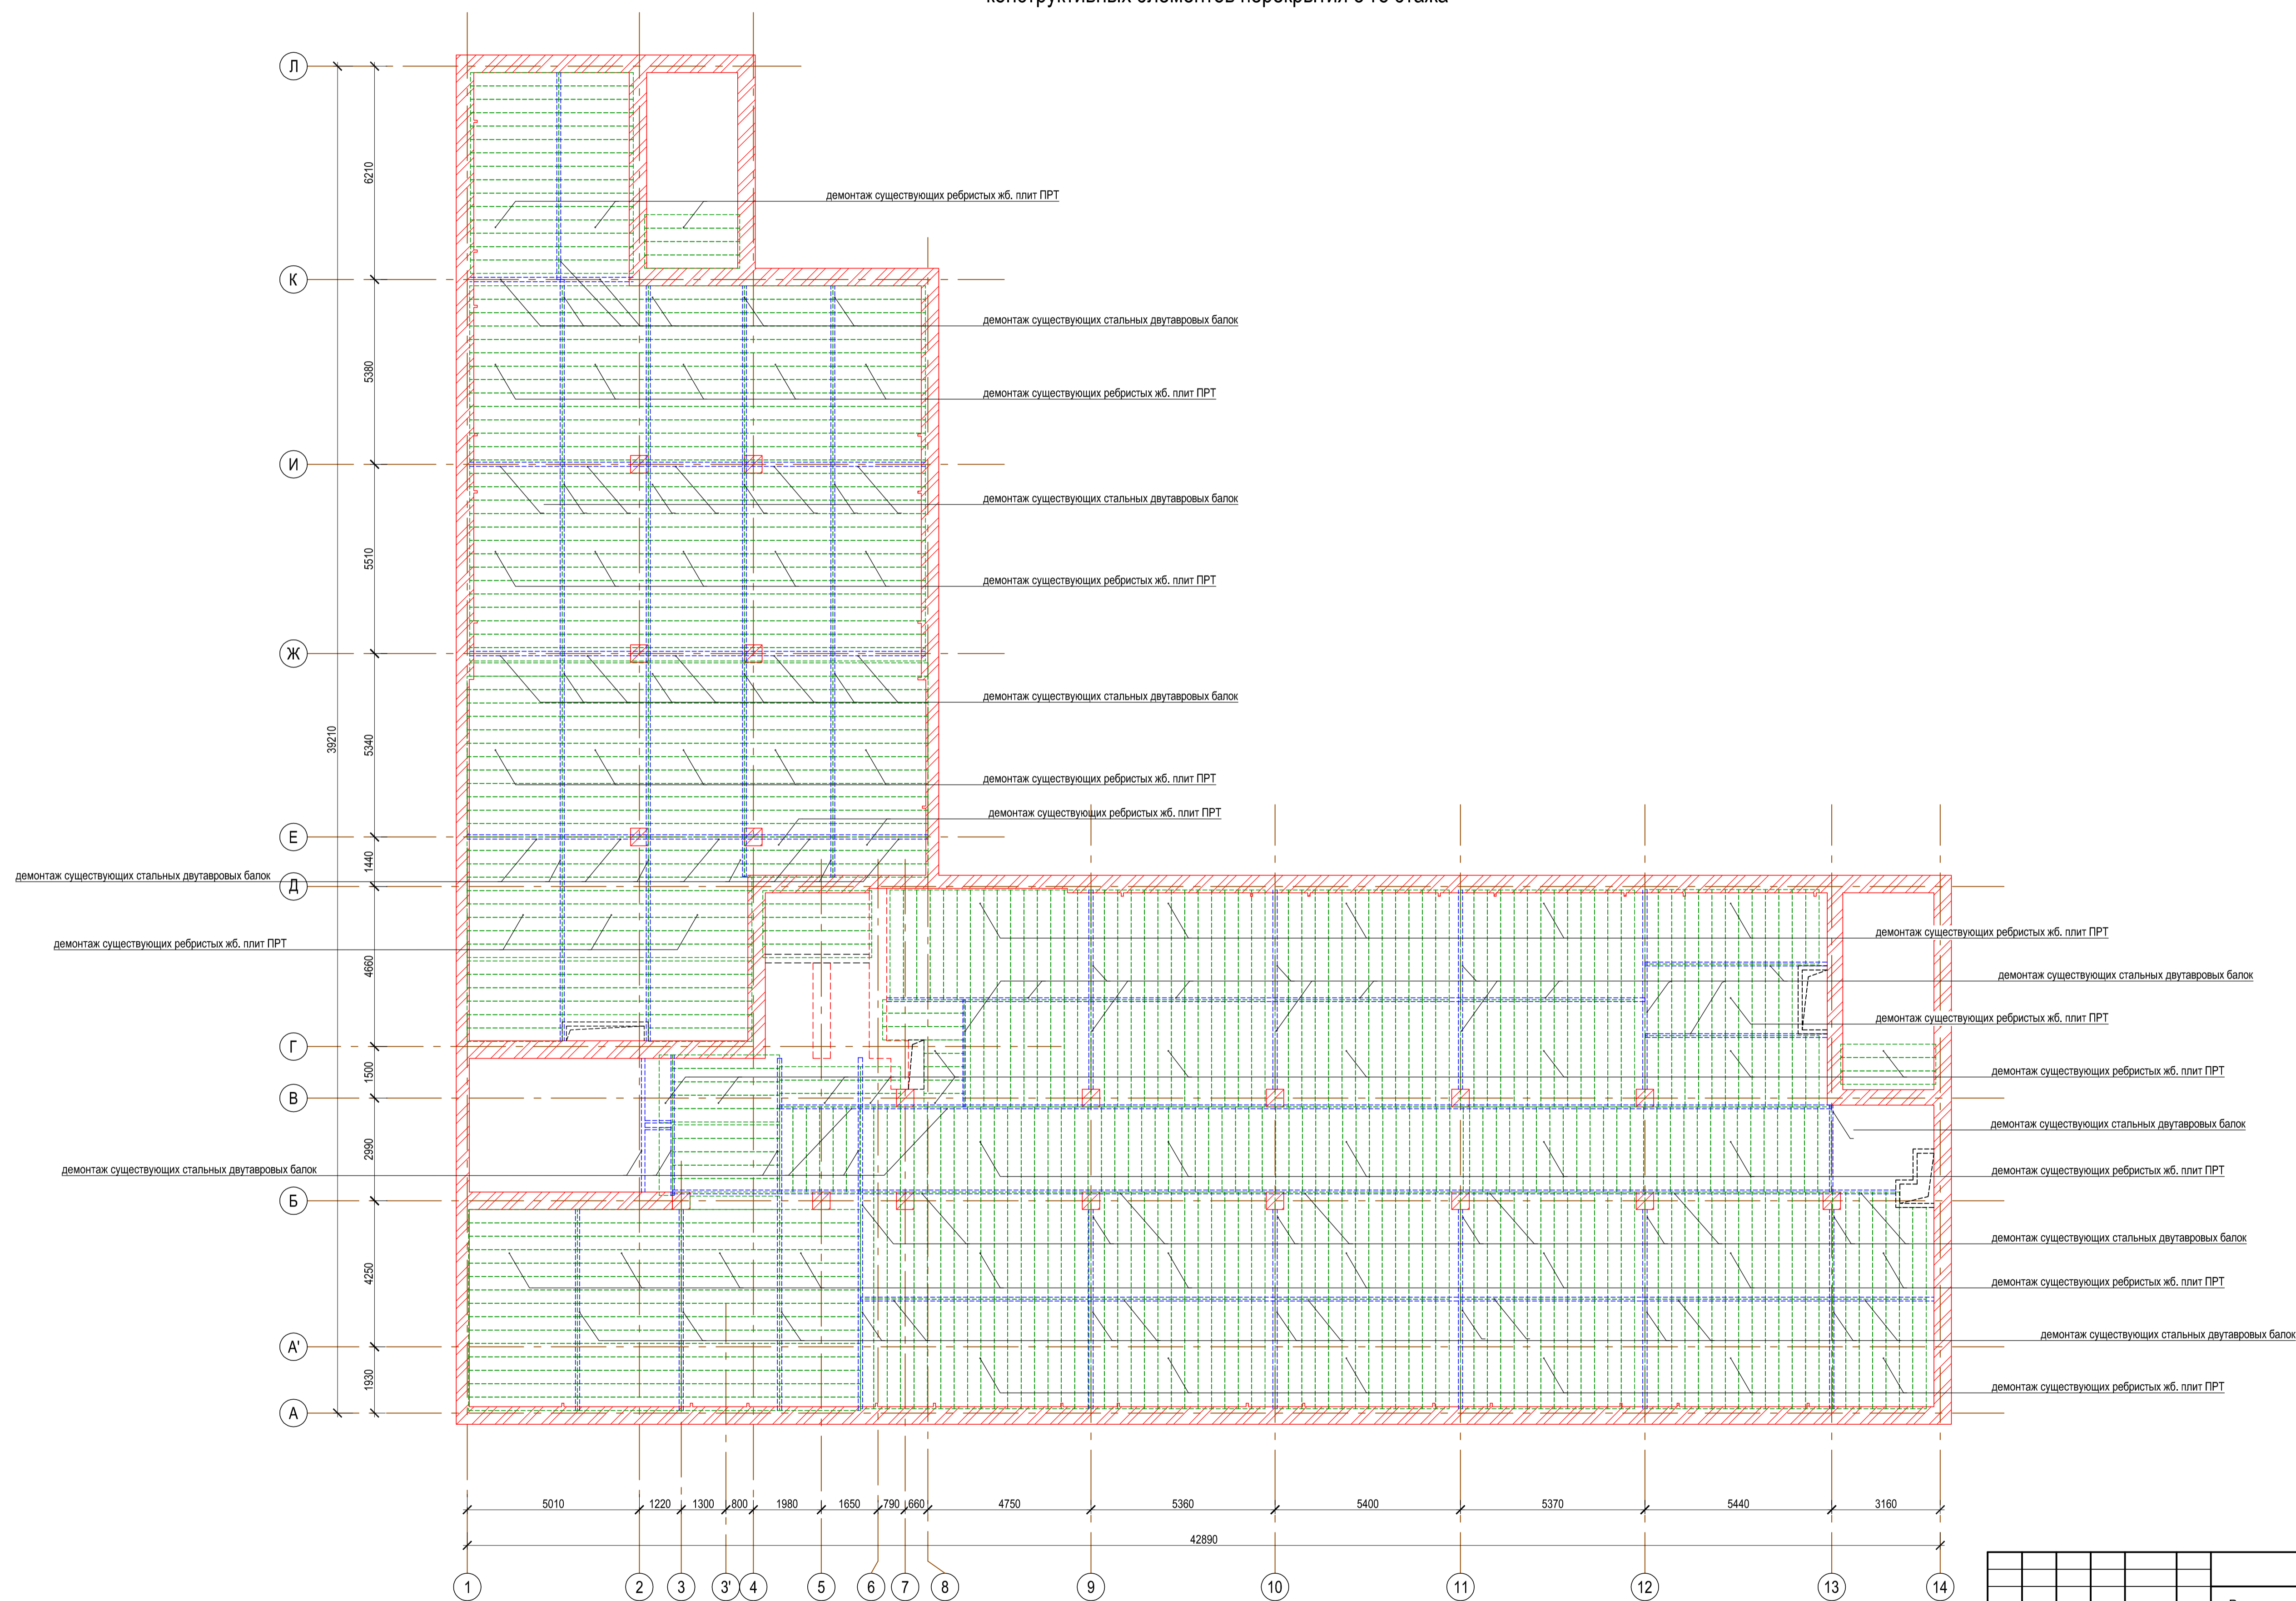 конструктивных элементов перекрытия
этажа
Л
6210
демонтаж существующих ребристых жб. плит ПРТ
К
демонтаж существующих стальных двутавровых балок
5380
демонтаж существующих ребристых жб. плит ПРТ
И
демонтаж существующих стальных двутавровых балок
5510
демонтаж существующих ребристых жб. плит ПРТ
Ж
демонтаж существующих стальных двутавровых балок
39210
5340
демонтаж существующих ребристых жб. плит ПРТ
демонтаж существующих ребристых жб. плит ПРТ
Е
1440
демонтаж существующих стальных двутавровых балок
Д
демонтаж существующих ребристых жб. плит ПРТ
демонтаж существующих ребристых жб. плит ПРТ
4660
демонтаж существующих стальных двутавровых балок
демонтаж существующих ребристых жб. плит ПРТ
Г
1500
демонтаж существующих ребристых жб. плит ПРТ
В
демонтаж существующих стальных двутавровых балок
2990
демонтаж существующих стальных двутавровых балок
демонтаж существующих ребристых жб. плит ПРТ
Б
демонтаж существующих стальных двутавровых балок
4250
демонтаж существующих ребристых жб. плит ПРТ
демонтаж существующих стальных двутавровых балок
А'
1930
демонтаж существующих ребристых жб. плит ПРТ
А
5010 1220 1300 800 1980 1650 790 660 4750 5360 5400 5370 5440 3160
42890
1 2 3 3' 4 5 6 7 8 9 10 11 12 13 14